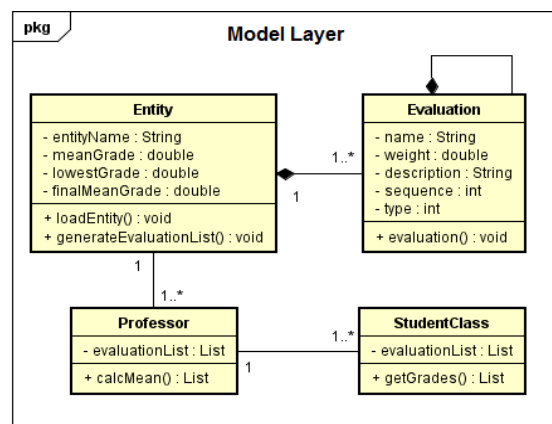 pkg
Model Layer
Entity
- entityName : String
- meanGrade : double
- lowestGrade : double
- finalMeanGrade : double
+ loadEntity() : void
+ generateEvaluationList() : void
1
1..*
Evaluation
- name : String
- weight : double
- description : String
- sequence : int
- type : int
+ evaluation() : void
1
1..*
Professor
- evaluationList : List
+ calcMean() : List
1
1..*
StudentClass
- evaluationList : List
+ getGrades() : List